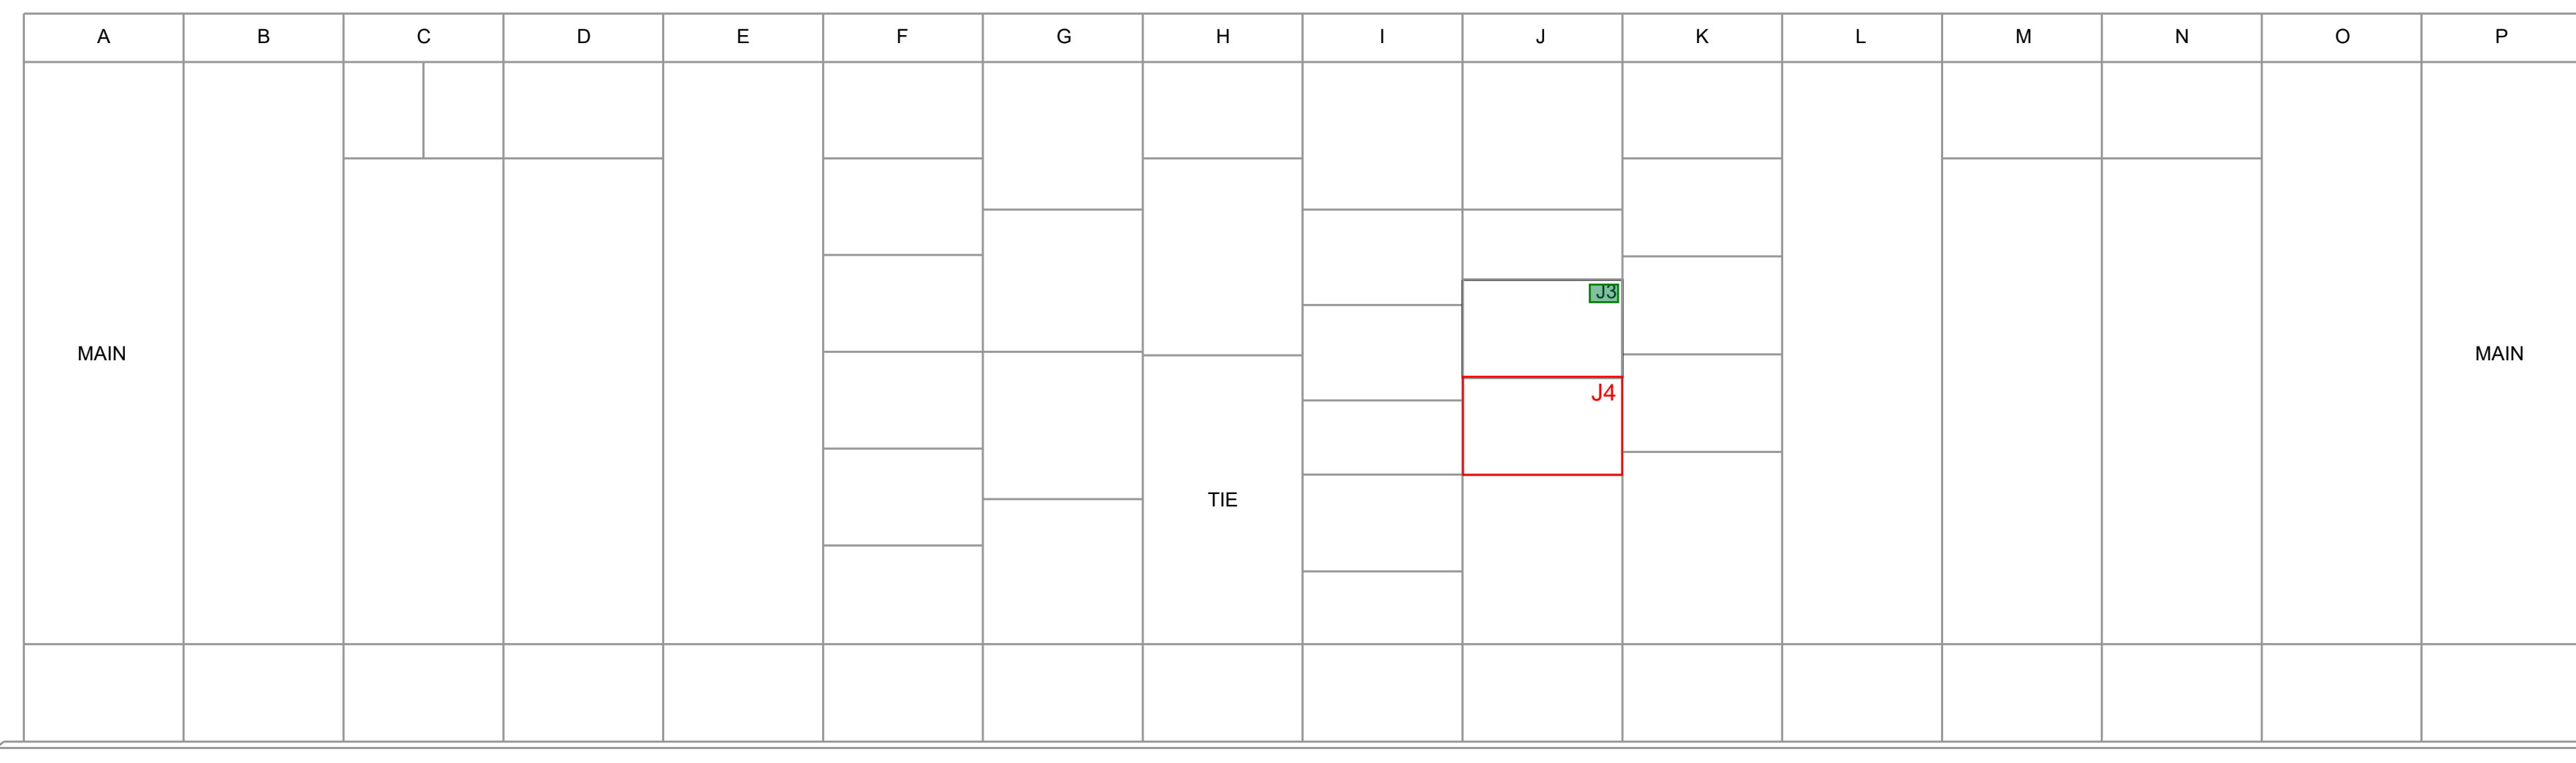 A B C D E F G H I J K L M N O P
J3
MAIN MAIN
J4
TIE